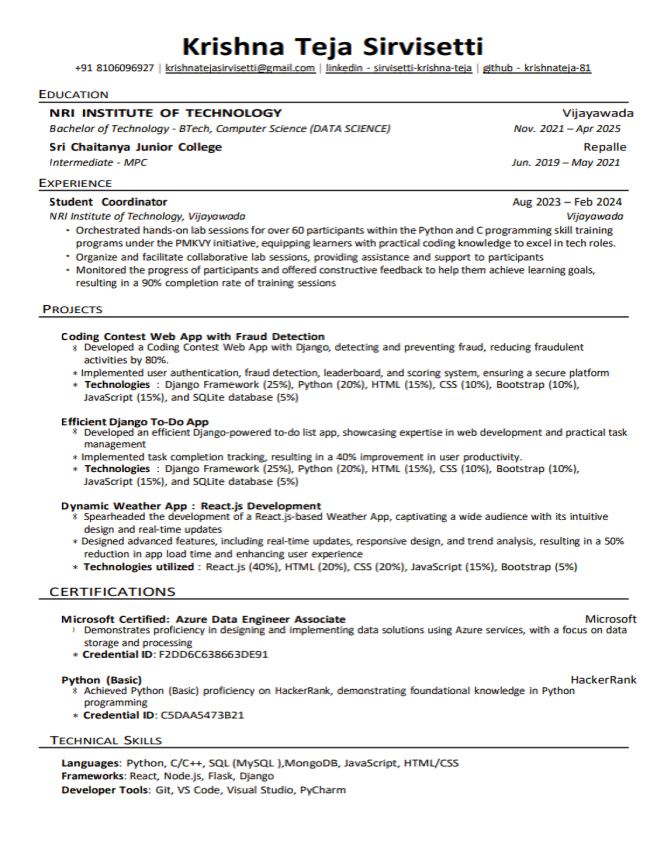 Krishna Teja Sirvisetti
+91 8106096927 | krishnatejasirvisetti@gmail.com | linkedin - sirvisetti-krishna-teja | github - krishnateja-81
EDUCATION
NRI INSTITUTE OF TECHNOLOGY Vijayawada
Bachelor of Technology - BTech, Computer Science (DATA SCIENCE) Nov. 2021 – Apr 2025
Sri Chaitanya Junior College Repalle
Intermediate - MPC Jun. 2019 – May 2021
EXPERIENCE
Student Coordinator Aug 2023 – Feb 2024
NRI Institute of Technology, Vijayawada Vijayawada
• Orchestrated hands-on lab sessions for over 60 participants within the Python and C programming skill training
programs under the PMKVY initiative, equipping learners with practical coding knowledge to excel in tech roles.
• Organize and facilitate collaborative lab sessions, providing assistance and support to participants
• Monitored the progress of participants and offered constructive feedback to help them achieve learning goals,
resulting in a 90% completion rate of training sessions
PROJECTS
Coding Contest Web App with Fraud Detection
* Developed a Coding Contest Web App with Django, detecting and preventing fraud, reducing fraudulent
activities by 80%.
* Implemented user authentication, fraud detection, leaderboard, and scoring system, ensuring a secure platform
* Technologies : Django Framework (25%), Python (20%), HTML (15%), CSS (10%), Bootstrap (10%),
JavaScript (15%), and SQLite database (5%)
Efficient Django To-Do App
* Developed an efficient Django-powered to-do list app, showcasing expertise in web development and practical task
management
* Implemented task completion tracking, resulting in a 40% improvement in user productivity.
* Technologies : Django Framework (25%), Python (20%), HTML (15%), CSS (10%), Bootstrap (10%),
JavaScript (15%), and SQLite database (5%)
Dynamic Weather App : React.js Development
* Spearheaded the development of a React.js-based Weather App, captivating a wide audience with its intuitive
design and real-time updates
* Designed advanced features, including real-time updates, responsive design, and trend analysis, resulting in a 50%
reduction in app load time and enhancing user experience
* Technologies utilized : React.js (40%), HTML (20%), CSS (20%), JavaScript (15%), Bootstrap (5%)
CERTIFICATIONS
Microsoft Certified: Azure Data Engineer Associate Microsoft
Demonstrates proficiency in designing and implementing data solutions using Azure services, with a focus on data
storage and processing
* Credential ID: F2DD6C638663DE91
Python (Basic) HackerRank
* Achieved Python (Basic) proficiency on HackerRank, demonstrating foundational knowledge in Python
programming
* Credential ID: C5DAA5473B21
TECHNICAL SKILLS
Languages: Python, C/C++, SQL (MySQL ),MongoDB, JavaScript, HTML/CSS
Frameworks: React, Node.js, Flask, Django
Developer Tools: Git, VS Code, Visual Studio, PyCharm